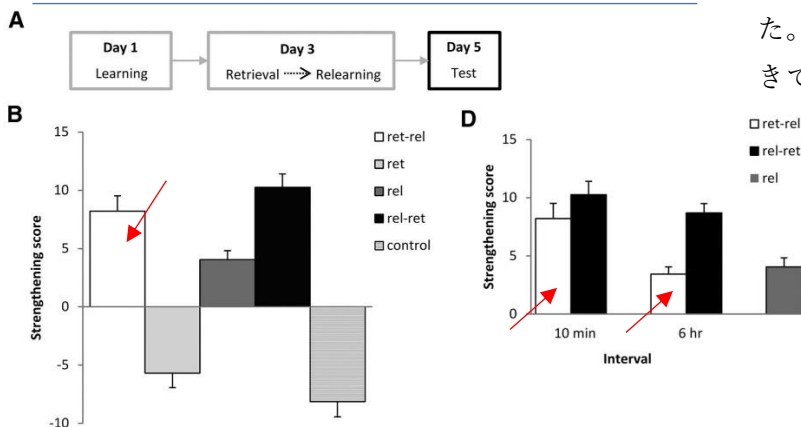 A
Day 1
Learning
Day 3
Retrieval Relearning
Day 5
Test
た。
きて
B
Strengthening score
15
10
5
0
-5
-10
ret-rel
ret
rel
rel-ret
control
D
Strengthening score
15
10
5
0
10 min
6 hr
Interval
ret-rel
rel-ret
rel